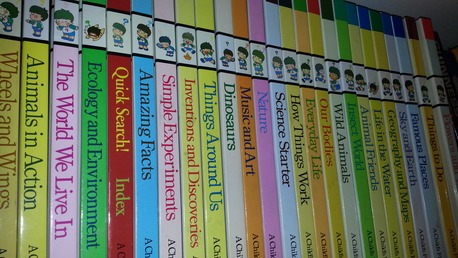 Wheels and Wings
Animals in Action
The World We Live In
Ecology and Environment
Quick Search! Index
Amazing Facts
Simple Experiments
Inventions and Discoveries
Things Around Us
Dinosaurs
Music and Art
Nature
Science Starter
How Things Work
Everyday Life
Our Bodies
Wild Animals
Insect World
Animal Friends
Life in the Water
Geography and Maps
Sky and Earth
Famous Places
Things to Do